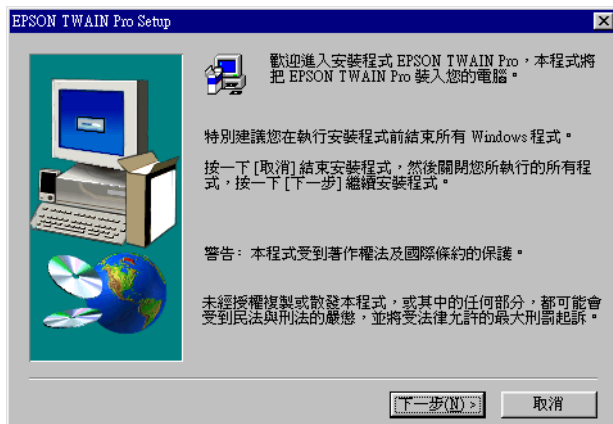 EPSON TWAIN Pro Setup
歡迎進入安裝程式 EPSON TWAIN Pro，本程式將
把 EPSON TWAIN Pro 裝入您的電腦。
特別建議您在執行安裝程式前結束所有 Windows 程式。
按一下 [取消] 結束安裝程式，然後關閉您所執行的所有程
式，按一下 [下一步] 繼續安裝程式。
警告: 本程式受到著作權法及國際條約的保護。
未經授權複製或散發本程式，或其中的任何部分，都可能會
受到民法與刑法的嚴懲，並將受法律允許的最大刑罰起訴。
下一步(N) >
取消